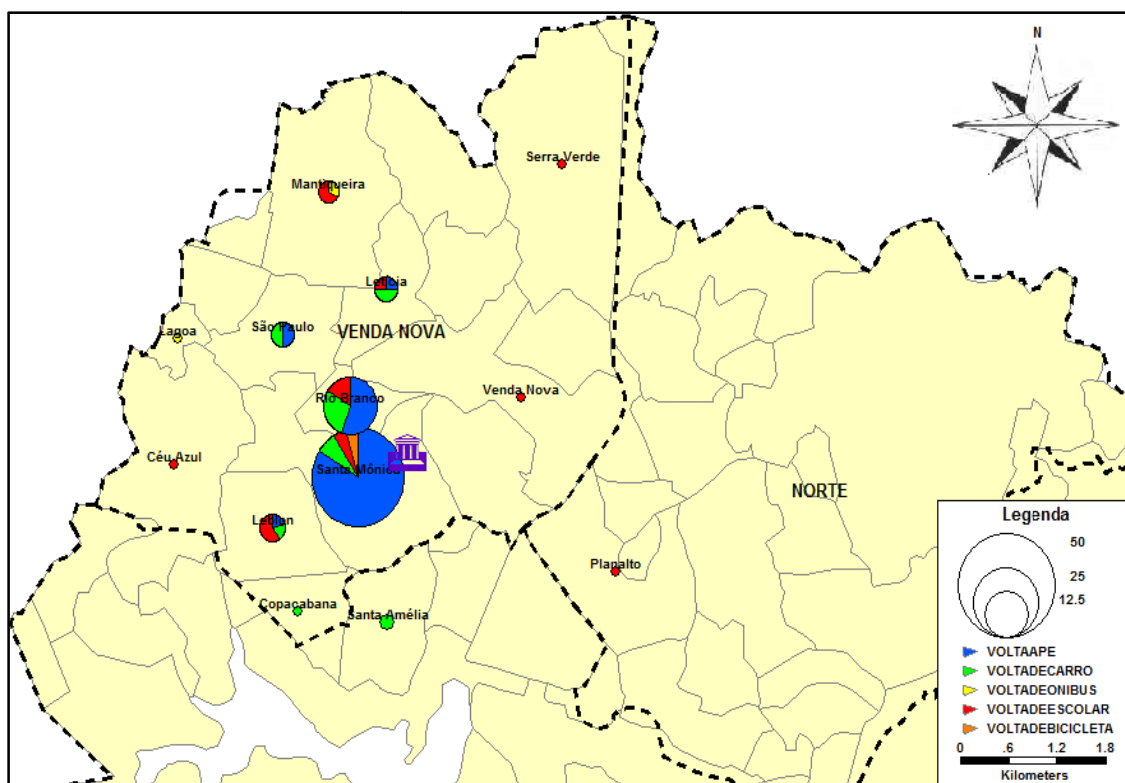 N
Serra Verde
Mantiqueira
Letícia
São Paulo
Lagoa
VENDA NOVA
Venda Nova
Rio Branco
Céu Azul
Santa Mônica
NORTE
Leblon
Planalto
Copacabana
Santa Amélia
Legenda
50
25
12.5
VOLTAAPE
VOLTADECARRO
VOLTADEONIBUS
VOLTADEESCOLAR
VOLTADEBICICLETA
0 .6 1.2 1.8
Kilometers